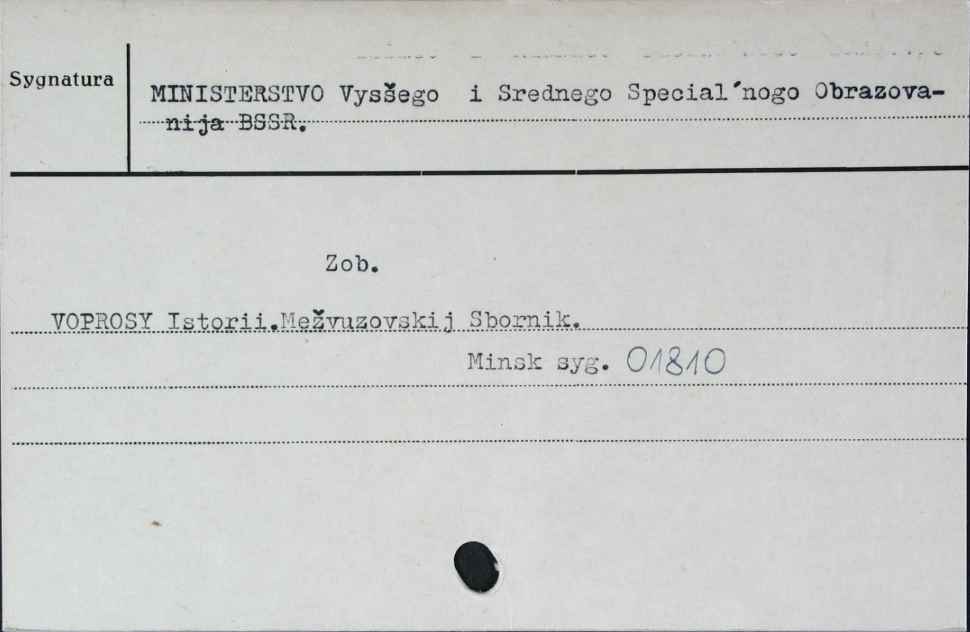 Sygnatura
MINISTERSTVO Vysšego i Srednego Special´nogo Obrazova-
nija BSSR.
Zob.
VOPROSY Istorii.Mežvuzovskij Sbornik.
Minsk syg. 01810